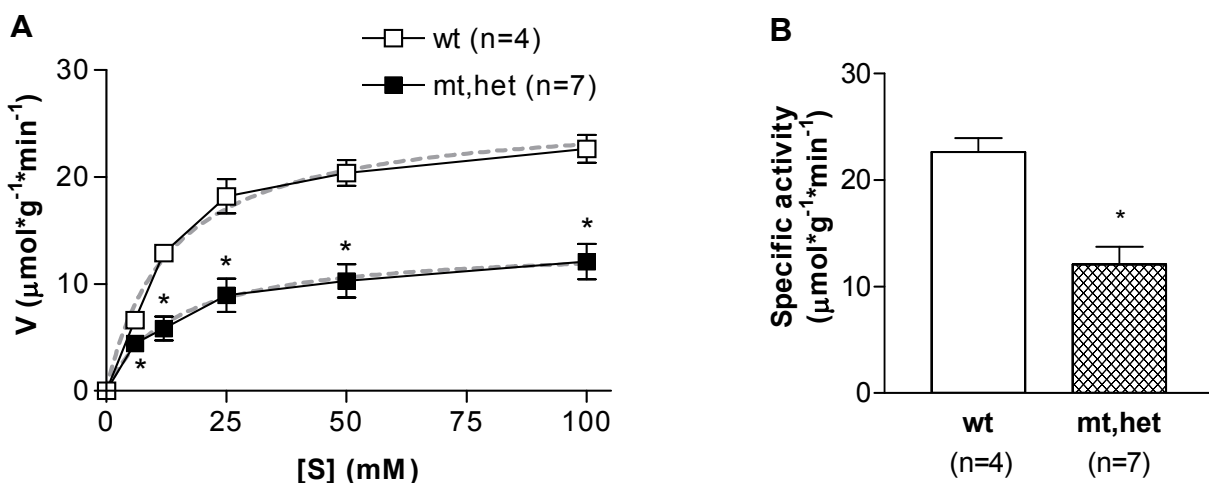 A
wt (n=4)
mt,het (n=7)
V (μmol*g⁻¹*min⁻¹)
30
20
10
0
*
*
*
*
*
0
25
50
75
100
[S] (mM)
B
Specific activity
(μmol*g⁻¹*min⁻¹)
30
20
10
0
*
wt
mt,het
(n=4)
(n=7)